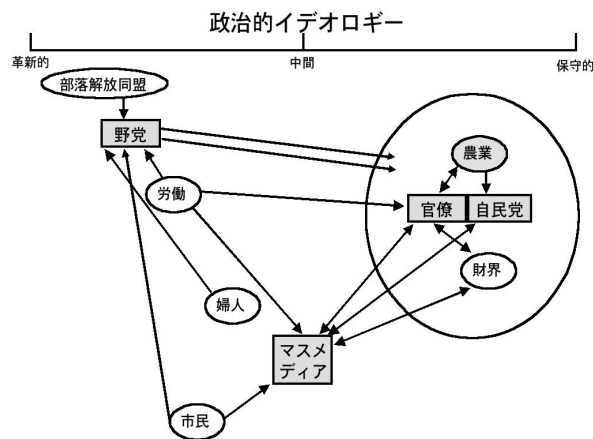 政治的イデオロギー
革新的
中間
保守的
部落解放同盟
野党
農業
労働
官僚
自民党
財界
婦人
マスメ
ディア
市民